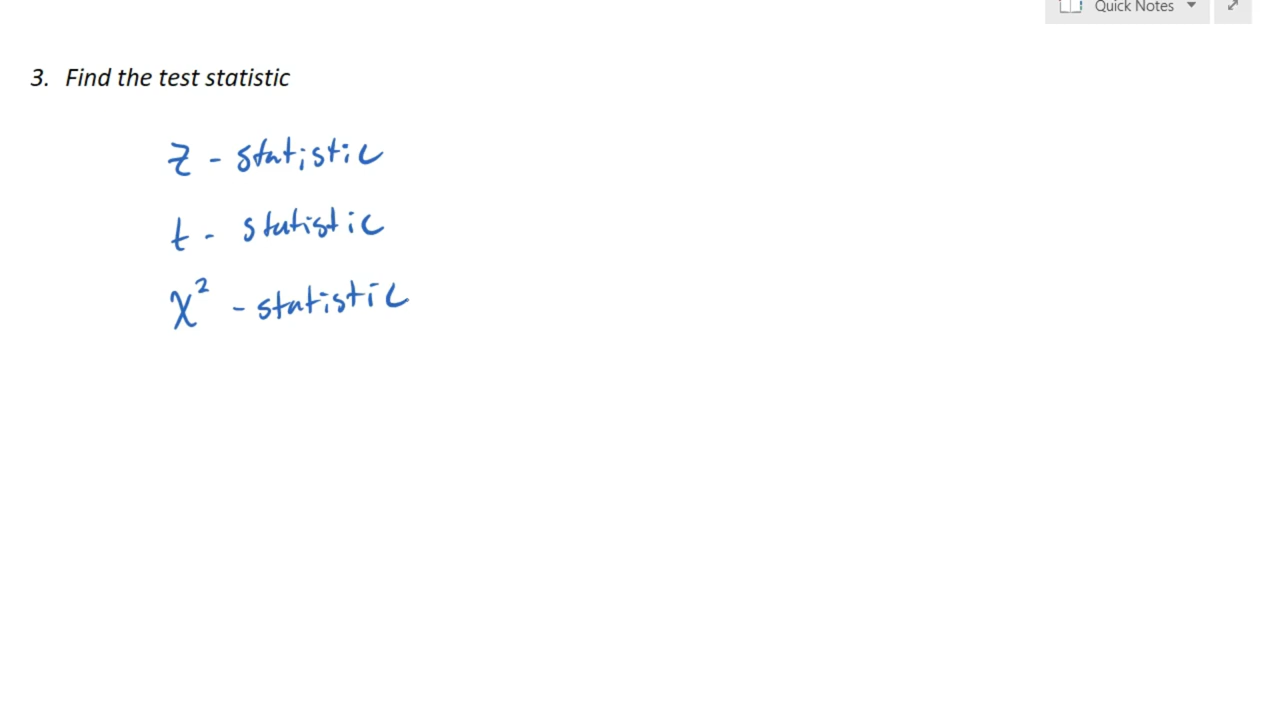 Quick Notes
3. Find the test statistic
z - statistic
t - statistic
χ² - statistic